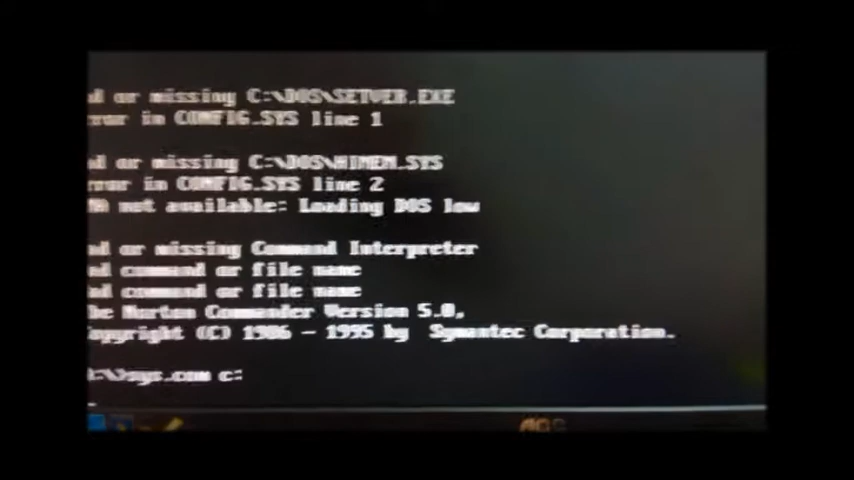 d or missing C:\DOS\SETVER.EXE
rror in CONFIG.SYS line 1
d or missing C:\DOS\HIMEM.SYS
rror in CONFIG.SYS line 2
MA not available: Loading DOS low
d or missing Command Interpreter
d command or file name
d command or file name
he Norton Commander Version 5.0,
opyright (C) 1986 - 1995 by Symantec Corporation.
:\>sys.com c:
AOC